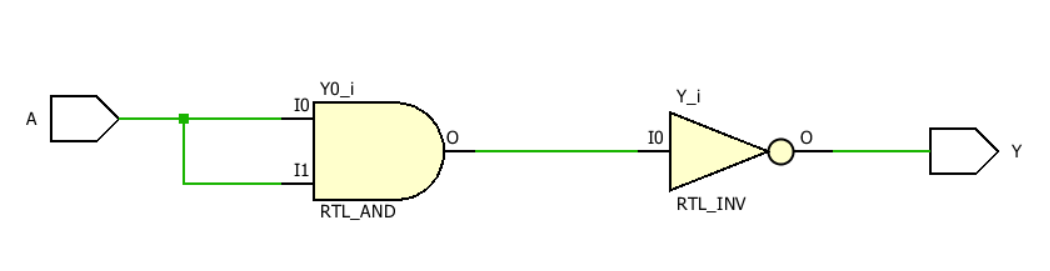 A
Y0_i
I0
I1
O
RTL_AND
Y_i
I0
O
RTL_INV
Y